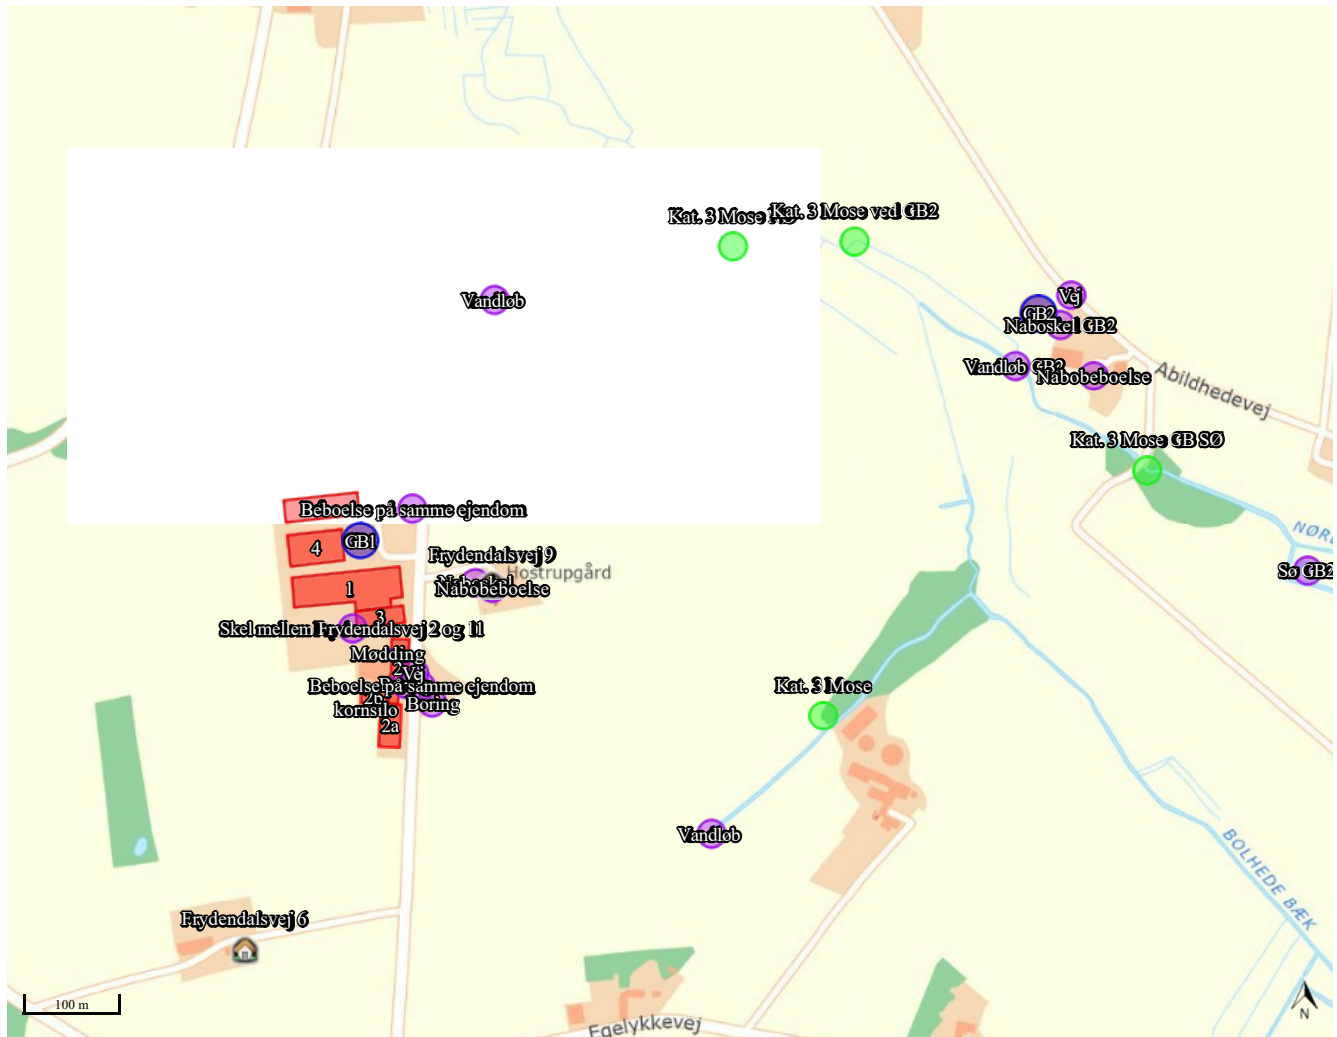 Kat. 3 Mose
Kat. 3 Mose ved GB2
Vandløb
Vej
GB2
Naboskel GB2
Vandløb GB2
Nabobeboelse
Abildhedevej
Kat. 3 Mose GB SØ
Beboelse på samme ejendom
NØR
4
GB1
Frydendalsvej 9
Hostrupgård
Sø GB2
Naboskel
Nabobeboelse
1
3
Skel mellem Frydendalsvej 2 og 11
Mødding
2
Vej
Beboelse på samme ejendom
Kat. 3 Mose
2b
Boring
kornsilo
2a
Vandløb
BOLHEDE BÆK
Frydendalsvej 6
100 m
Egelykkevej
N